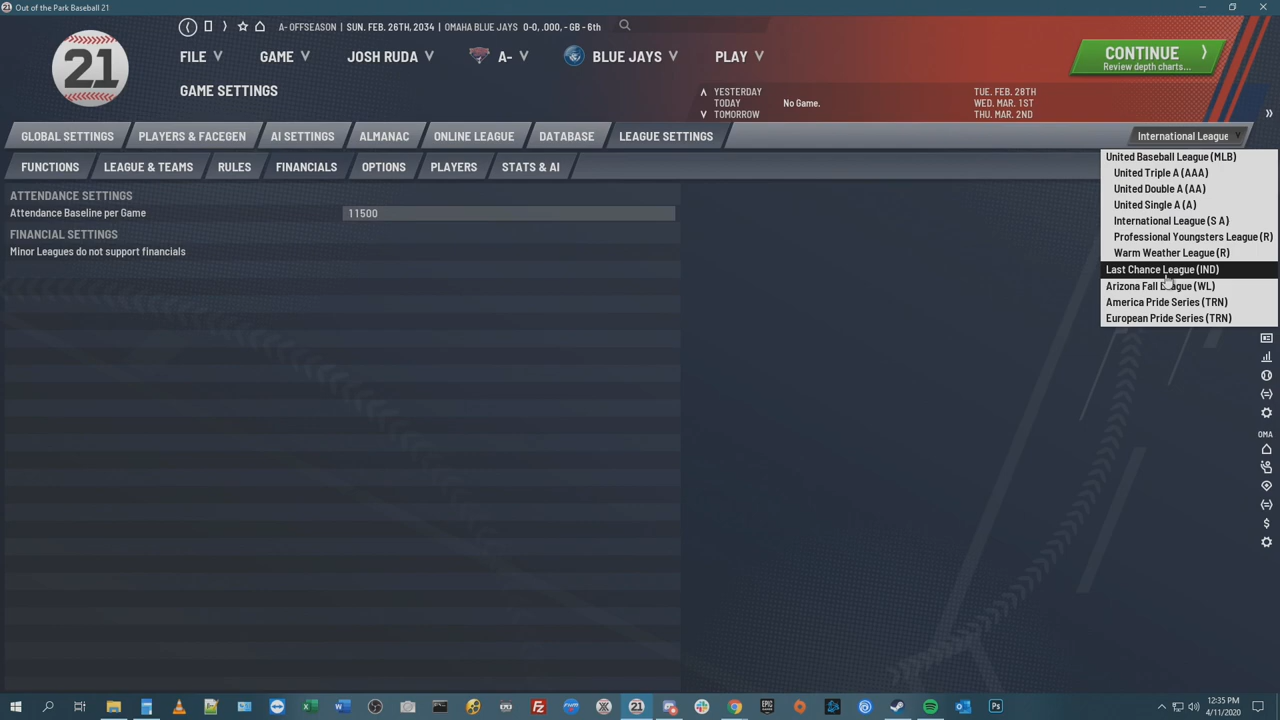 Out of the Park Baseball 21
A- OFFSEASON | SUN. FEB. 26TH, 2034 | OMAHA BLUE JAYS 0-0, .000, - GB - 6th
21
FILE GAME JOSH RUDA A- BLUE JAYS PLAY
CONTINUE
Review depth charts...
GAME SETTINGS
YESTERDAY TUE. FEB. 28TH
TODAY No Game. WED. MAR. 1ST
TOMORROW THU. MAR. 2ND
GLOBAL SETTINGS PLAYERS & FACEGEN AI SETTINGS ALMANAC ONLINE LEAGUE DATABASE LEAGUE SETTINGS International League
FUNCTIONS LEAGUE & TEAMS RULES FINANCIALS OPTIONS PLAYERS STATS & AI
ATTENDANCE SETTINGS
Attendance Baseline per Game 11500
FINANCIAL SETTINGS
Minor Leagues do not support financials
United Baseball League (MLB)
United Triple A (AAA)
United Double A (AA)
United Single A (A)
International League (S A)
Professional Youngsters League (R)
Warm Weather League (R)
Last Chance League (IND)
Arizona Fall League (WL)
America Pride Series (TRN)
European Pride Series (TRN)
OMA
12:35 PM
4/11/2020